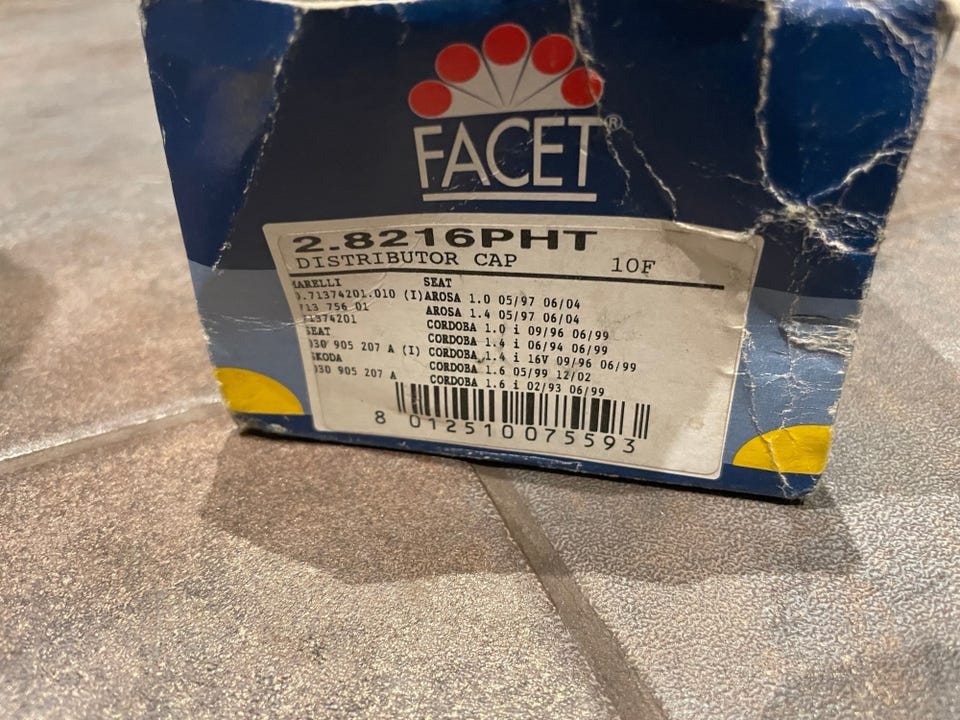 FACET®
2.8216PHT
DISTRIBUTOR CAP 10F
SEAT
.71374201.010 (I) AROSA 1.0 05/97 06/04
713 756 01 AROSA 1.4 05/97 06/04
71374201 CORDOBA 1.0 i 09/96 06/99
SEAT CORDOBA 1.4 i 06/94 06/99
030 905 207 A (I) CORDOBA 1.4 i 16V 09/96 06/99
SKODA CORDOBA 1.6 05/99 12/02
030 905 207 A CORDOBA 1.6 i 02/93 06/99
8 012510 075593